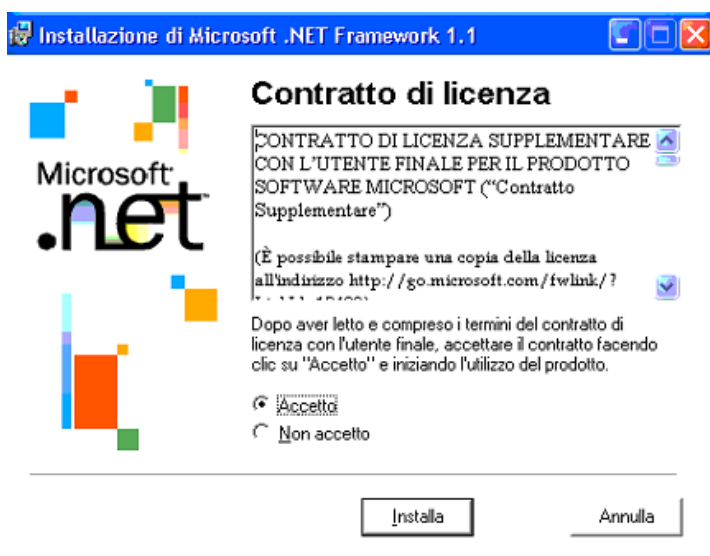 Installazione di Microsoft .NET Framework 1.1
Contratto di licenza
CONTRATTO DI LICENZA SUPPLEMENTARE
CON L'UTENTE FINALE PER IL PRODOTTO
SOFTWARE MICROSOFT ("Contratto
Supplementare")
(È possibile stampare una copia della licenza
all'indirizzo http://go.microsoft.com/fwlink/?
Microsoft
.net
Dopo aver letto e compreso i termini del contratto di
licenza con l'utente finale, accettare il contratto facendo
clic su "Accetto" e iniziando l'utilizzo del prodotto.
Accetto
Non accetto
Installa
Annulla